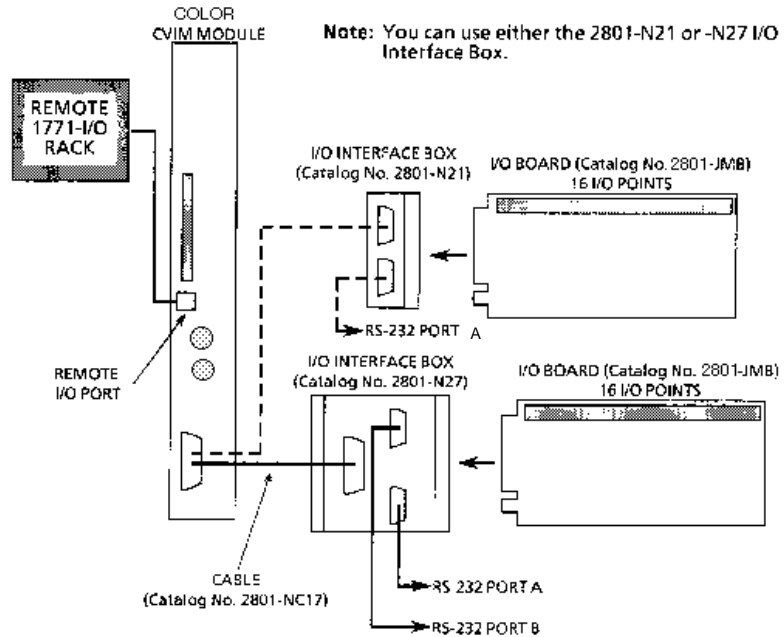 COLOR
CVIM MODULE
Note: You can use either the 2801-N21 or -N27 I/O
Interface Box.
REMOTE
1771-I/O
RACK
I/O INTERFACE BOX
(Catalog No. 2801-N21)
I/O BOARD (Catalog No. 2801-JMB)
16 I/O POINTS
RS-232 PORT A
REMOTE
I/O PORT
I/O INTERFACE BOX
(Catalog No. 2801-N27)
I/O BOARD (Catalog No. 2801-JMB)
16 I/O POINTS
CABLE
(Catalog No. 2801-NC17)
RS-232 PORT A
RS-232 PORT B